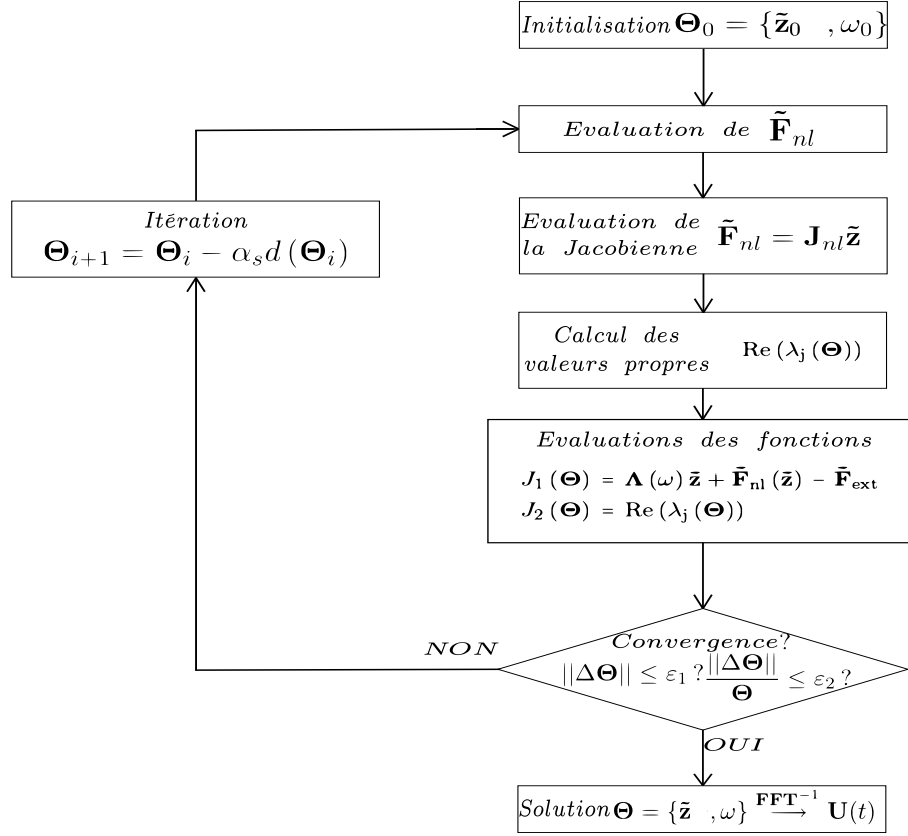 Initialisation Θ₀ = {z̃₀ , ω₀}
Evaluation de F̃ₙₗ
Itération
Θᵢ₊₁ = Θᵢ − αₛd (Θᵢ)
Evaluation de
la Jacobienne F̃ₙₗ = Jₙₗz̃
Calcul des
valeurs propres Re (λⱼ (Θ))
Evaluations des fonctions
J₁ (Θ) = Λ (ω) z̃ + F̃ₙₗ (z̃) − F̃ₑₓₜ
J₂ (Θ) = Re (λⱼ (Θ))
NON
Convergence?
||ΔΘ|| ≤ ε₁ ? ||ΔΘ||/Θ ≤ ε₂ ?
OUI
Solution Θ = {z̃ , ω} FFT⁻¹→ U(t)